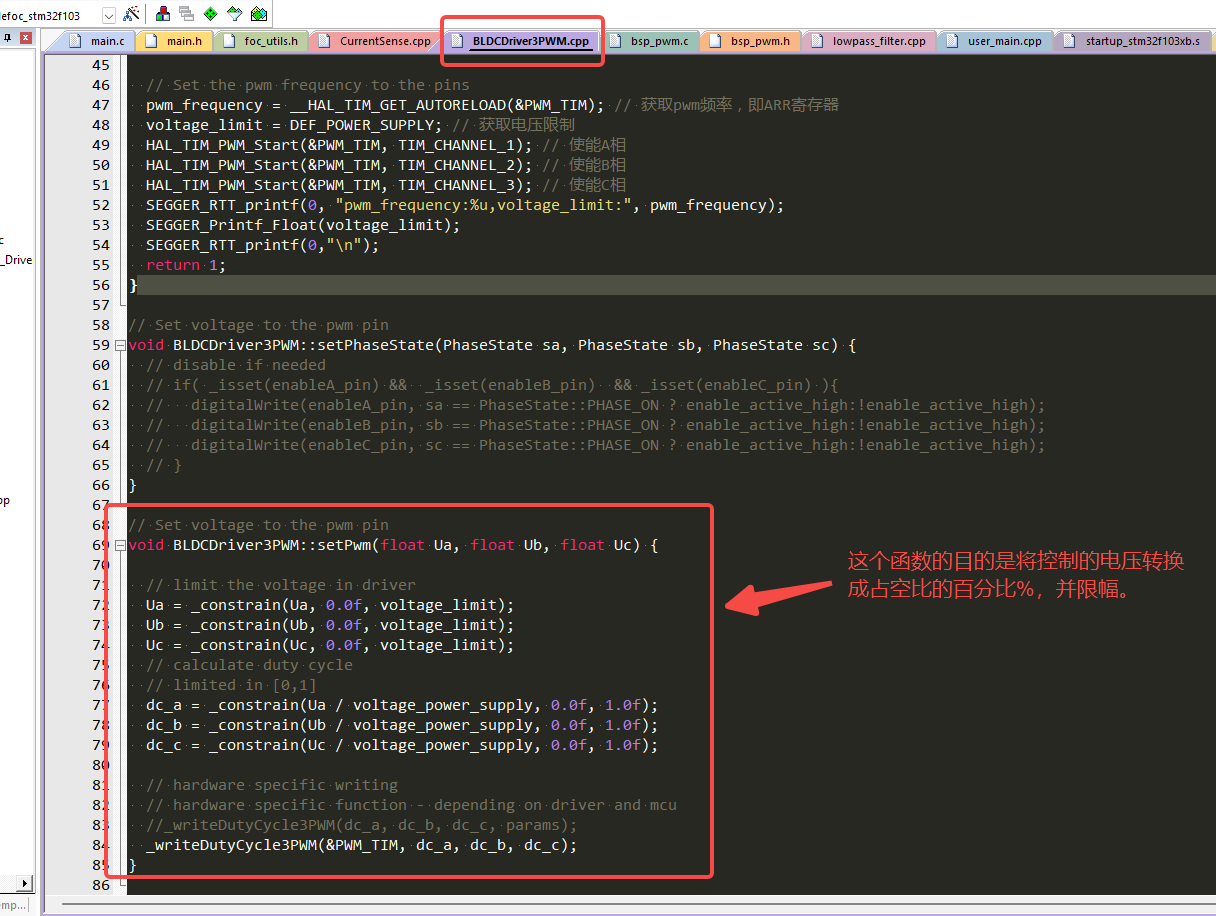 lefoc_stm32f103
main.c
main.h
foc_utils.h
CurrentSense.cpp
BLDCDriver3PWM.cpp
bsp_pwm.c
bsp_pwm.h
lowpass_filter.cpp
user_main.cpp
startup_stm32f103xb.s
45
46 // Set the pwm frequency to the pins
47 pwm_frequency = __HAL_TIM_GET_AUTORELOAD(&PWM_TIM); // 获取pwm频率，即ARR寄存器
48 voltage_limit = DEF_POWER_SUPPLY; // 获取电压限制
49 HAL_TIM_PWM_Start(&PWM_TIM, TIM_CHANNEL_1); // 使能A相
50 HAL_TIM_PWM_Start(&PWM_TIM, TIM_CHANNEL_2); // 使能B相
51 HAL_TIM_PWM_Start(&PWM_TIM, TIM_CHANNEL_3); // 使能C相
52 SEGGER_RTT_printf(0, "pwm_frequency:%u,voltage_limit:", pwm_frequency);
53 SEGGER_Printf_Float(voltage_limit);
54 SEGGER_RTT_printf(0,"\n");
55 return 1;
56 }
57
58 // Set voltage to the pwm pin
59 void BLDCDriver3PWM::setPhaseState(PhaseState sa, PhaseState sb, PhaseState sc) {
60 // disable if needed
61 // if( _isset(enableA_pin) && _isset(enableB_pin) && _isset(enableC_pin) ){
62 // digitalWrite(enableA_pin, sa == PhaseState::PHASE_ON ? enable_active_high:!enable_active_high);
63 // digitalWrite(enableB_pin, sb == PhaseState::PHASE_ON ? enable_active_high:!enable_active_high);
64 // digitalWrite(enableC_pin, sc == PhaseState::PHASE_ON ? enable_active_high:!enable_active_high);
65 // }
66 }
67
68 // Set voltage to the pwm pin
69 void BLDCDriver3PWM::setPwm(float Ua, float Ub, float Uc) {
70
71 // limit the voltage in driver
72 Ua = _constrain(Ua, 0.0f, voltage_limit);
73 Ub = _constrain(Ub, 0.0f, voltage_limit);
74 Uc = _constrain(Uc, 0.0f, voltage_limit);
75 // calculate duty cycle
76 // limited in [0,1]
77 dc_a = _constrain(Ua / voltage_power_supply, 0.0f, 1.0f);
78 dc_b = _constrain(Ub / voltage_power_supply, 0.0f, 1.0f);
79 dc_c = _constrain(Uc / voltage_power_supply, 0.0f, 1.0f);
80
81 // hardware specific writing
82 // hardware specific function - depending on driver and mcu
83 //_writeDutyCycle3PWM(dc_a, dc_b, dc_c, params);
84 _writeDutyCycle3PWM(&PWM_TIM, dc_a, dc_b, dc_c);
85 }
86
这个函数的目的是将控制的电压转换
成占空比的百分比%，并限幅。
c
_Drive
pp
emp...